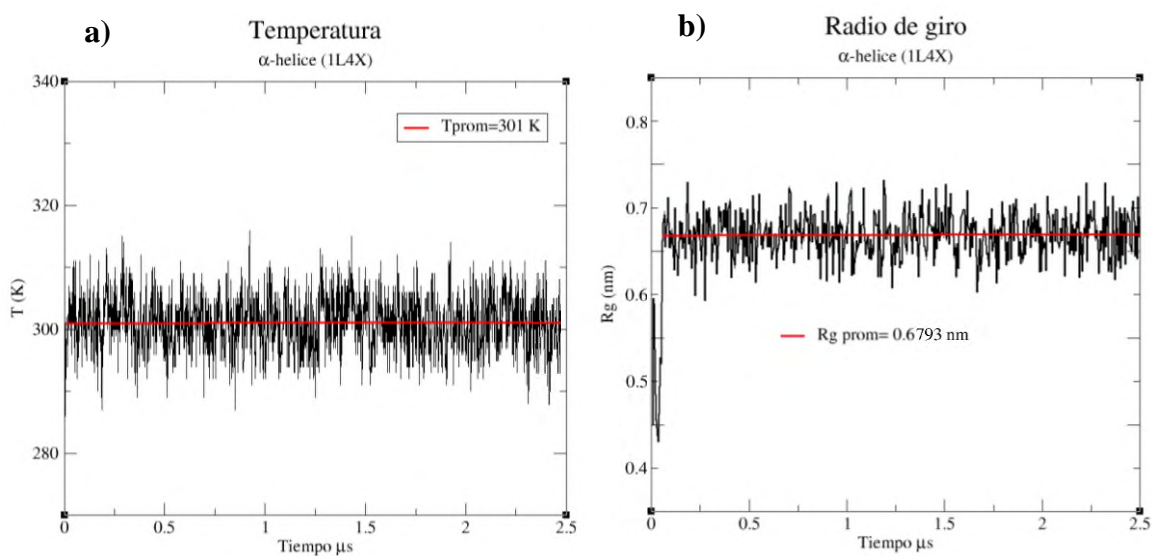 a)
Temperatura
α-helice (1L4X)
340
320
300
280
T (K)
Tprom=301 K
0
0.5
1
1.5
2
2.5
Tiempo μs
b)
Radio de giro
α-helice (1L4X)
0.8
0.7
0.6
0.5
0.4
Rg (nm)
Rg prom= 0.6793 nm
0
0.5
1
1.5
2
2.5
Tiempo μs